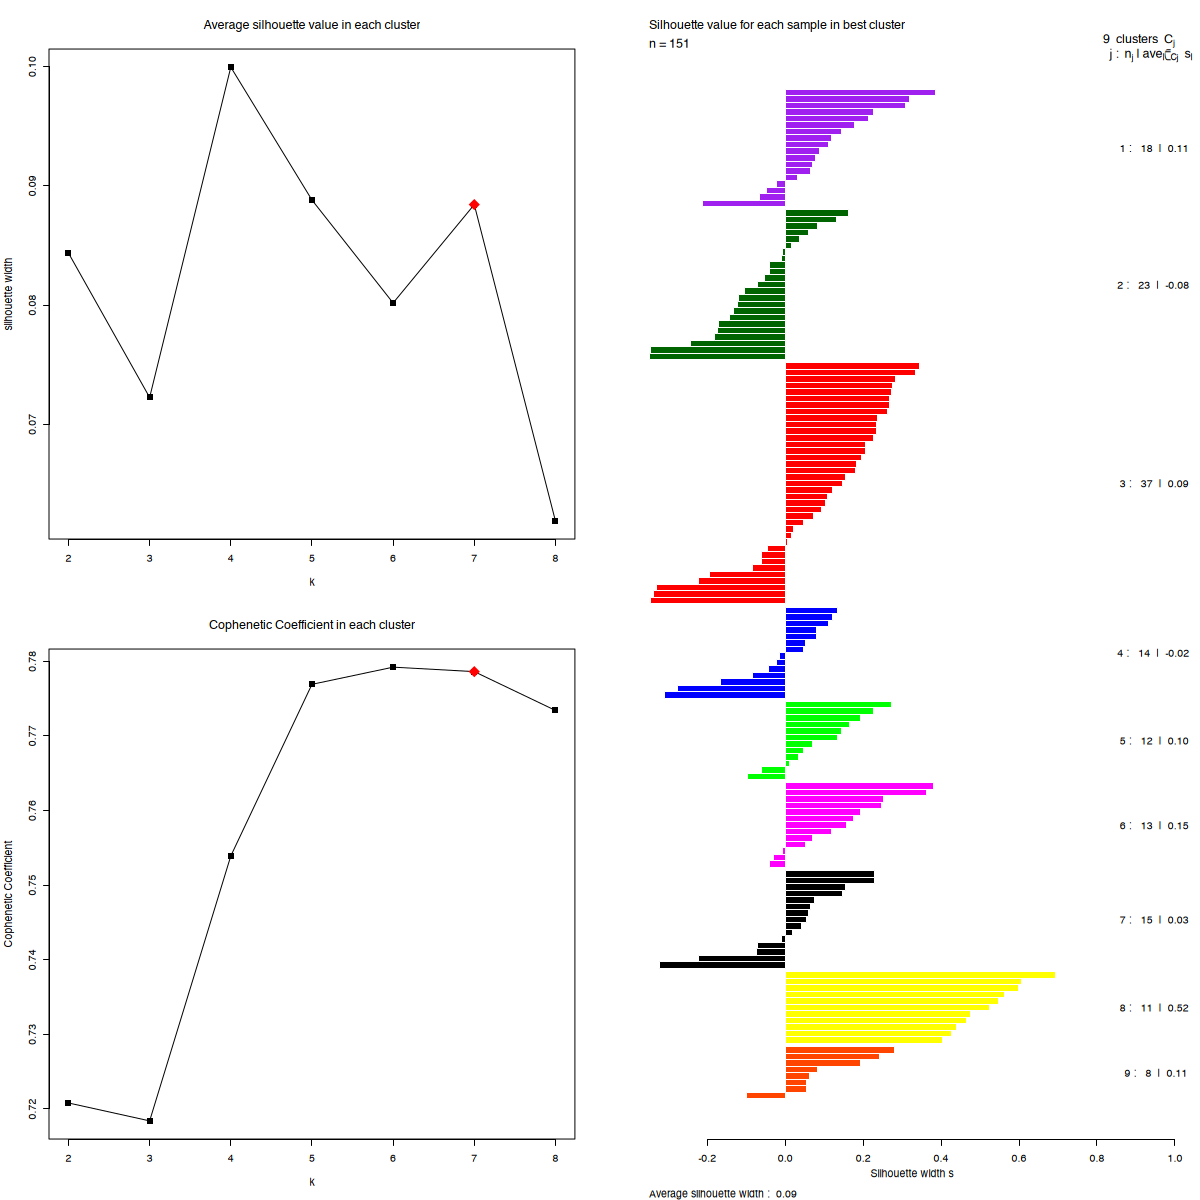 Average silhouette value in each cluster
0.10
0.09
0.08
0.07
silhouette width
2 3 4 5 6 7 8
k
Cophenetic Coefficient in each cluster
0.78
0.77
0.76
0.75
0.74
0.73
0.72
Cophenetic Coefficient
2 3 4 5 6 7 8
k
Silhouette value for each sample in best cluster
n = 151
9 clusters Cj
j : nj | avei∈Cj si
1 : 18 | 0.11
2 : 23 | -0.08
3 : 37 | 0.09
4 : 14 | -0.02
5 : 12 | 0.10
6 : 13 | 0.15
7 : 15 | 0.03
8 : 11 | 0.52
9 : 8 | 0.11
-0.2 0.0 0.2 0.4 0.6 0.8 1.0
Silhouette width s
Average silhouette width : 0.09